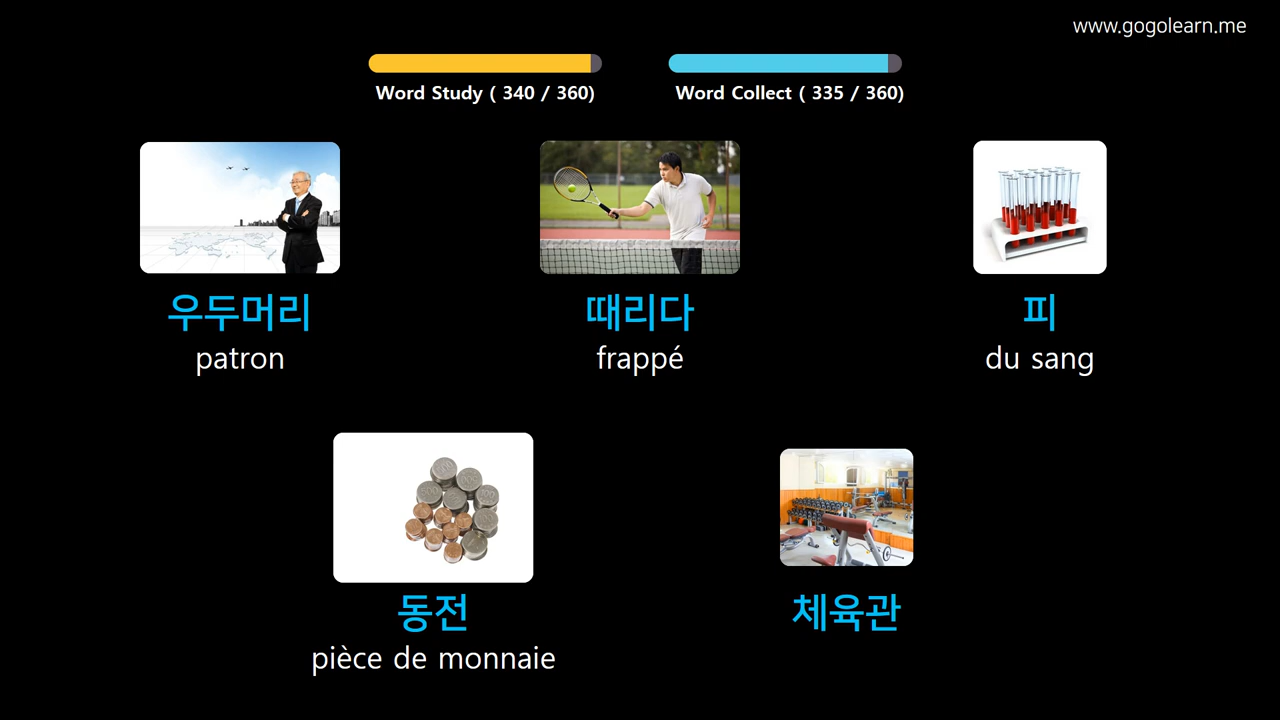 www.gogolearn.me
Word Study ( 340 / 360)
Word Collect ( 335 / 360)
우두머리
patron
때리다
frappé
피
du sang
동전
pièce de monnaie
체육관